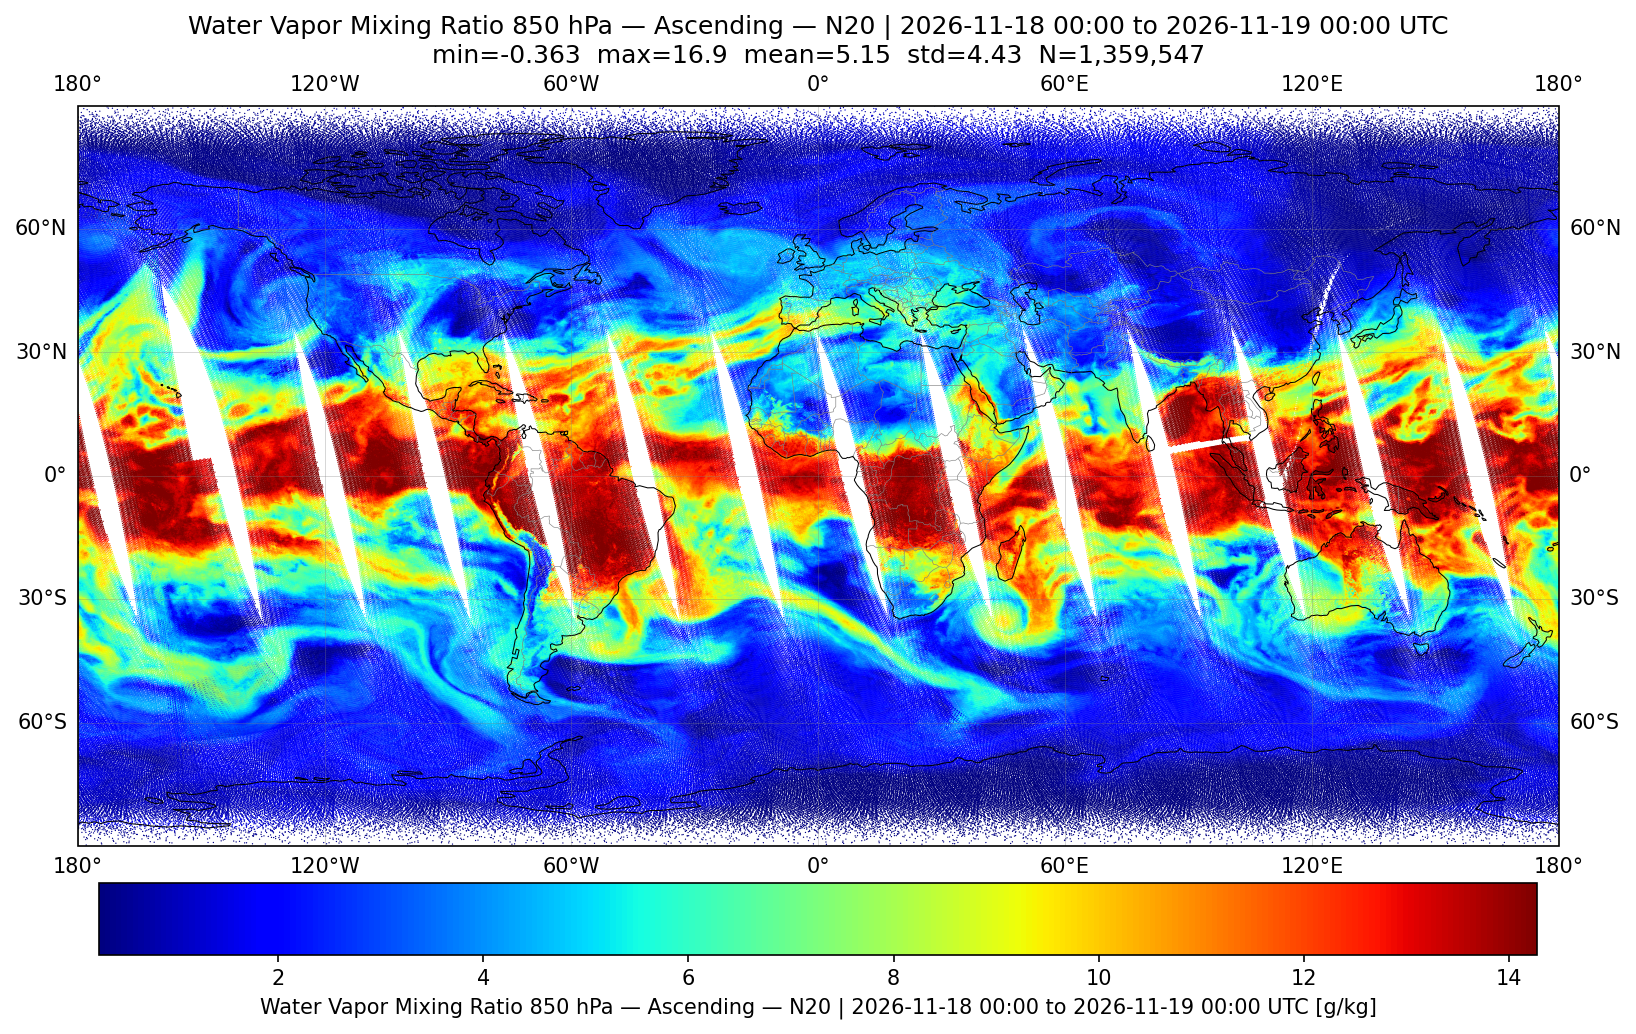 Water Vapor Mixing Ratio 850 hPa — Ascending — N20 | 2026-11-18 00:00 to 2026-11-19 00:00 UTC
min=-0.363 max=16.9 mean=5.15 std=4.43 N=1,359,547
180° 120°W 60°W 0° 60°E 120°E 180°
60°N 60°N
30°N 30°N
0° 0°
30°S 30°S
60°S 60°S
180° 120°W 60°W 0° 60°E 120°E 180°
2 4 6 8 10 12 14
Water Vapor Mixing Ratio 850 hPa — Ascending — N20 | 2026-11-18 00:00 to 2026-11-19 00:00 UTC [g/kg]